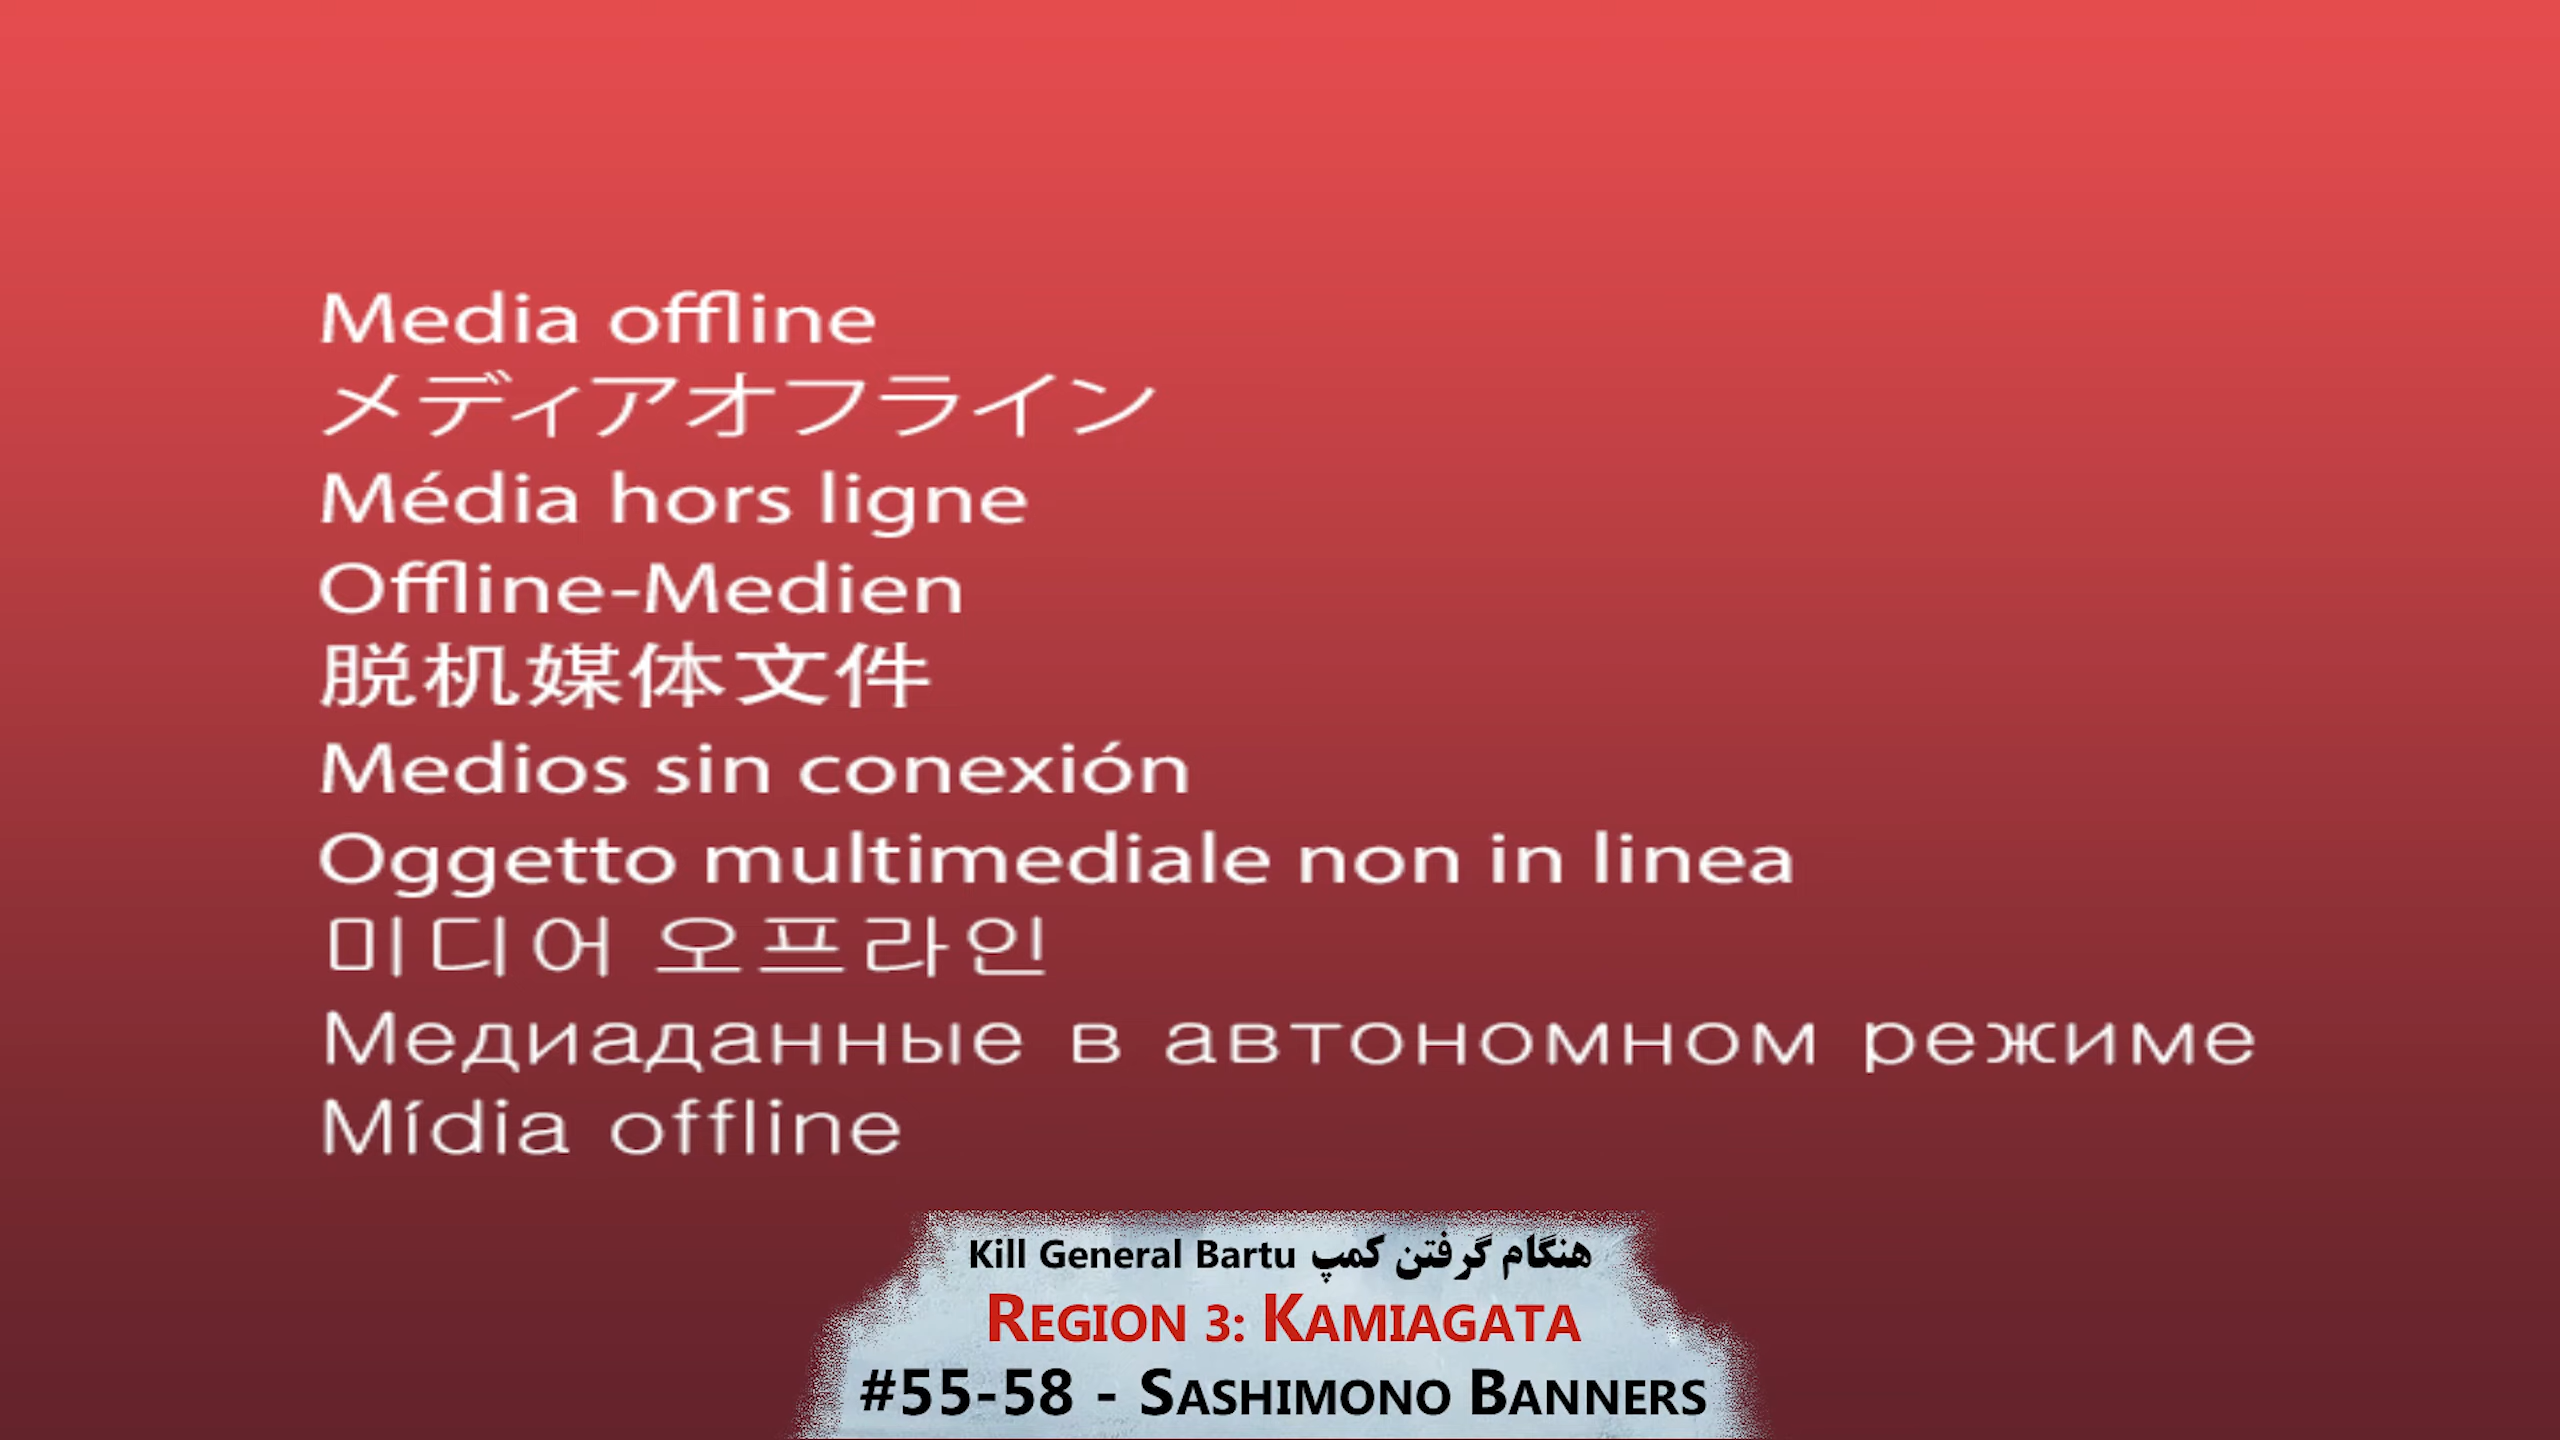 Media offline
メディアオフライン
Média hors ligne
Offline-Medien
脱机媒体文件
Medios sin conexión
Oggetto multimediale non in linea
미디어 오프라인
Медиаданные в автономном режиме
Mídia offline
Kill General Bartu هنگام گرفتن کمپ
REGION 3: KAMIAGATA
#55-58 - SASHIMONO BANNERS